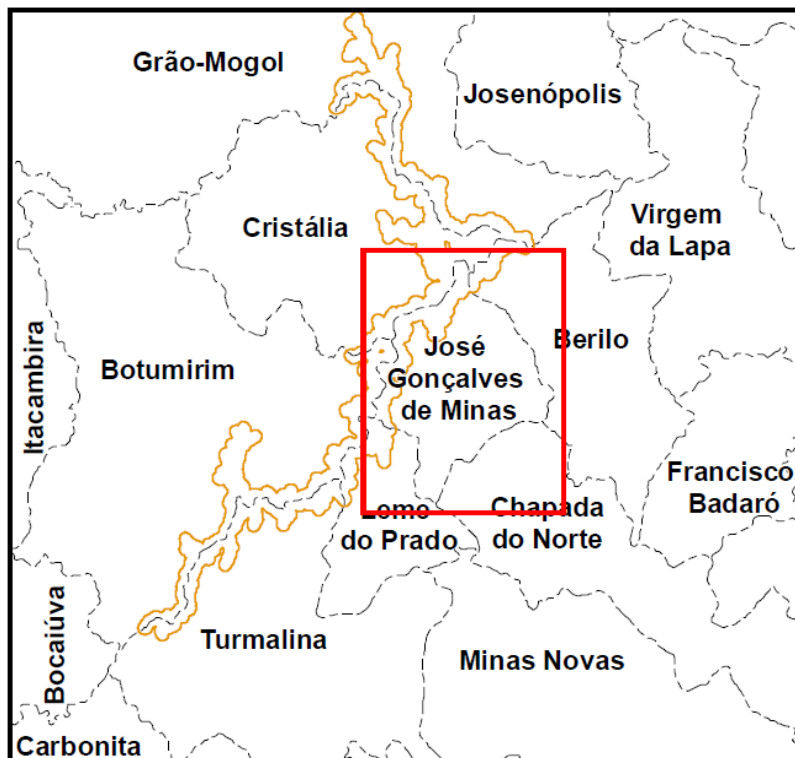 Grão-Mogol
Josenópolis
Cristália
Virgem
da Lapa
Itacambira
Botumirim
José
Gonçalves
de Minas
Berilo
Francisco
Badaró
Leme
do Prado
Chapada
do Norte
Bocaiúva
Turmalina
Minas Novas
Carbonita